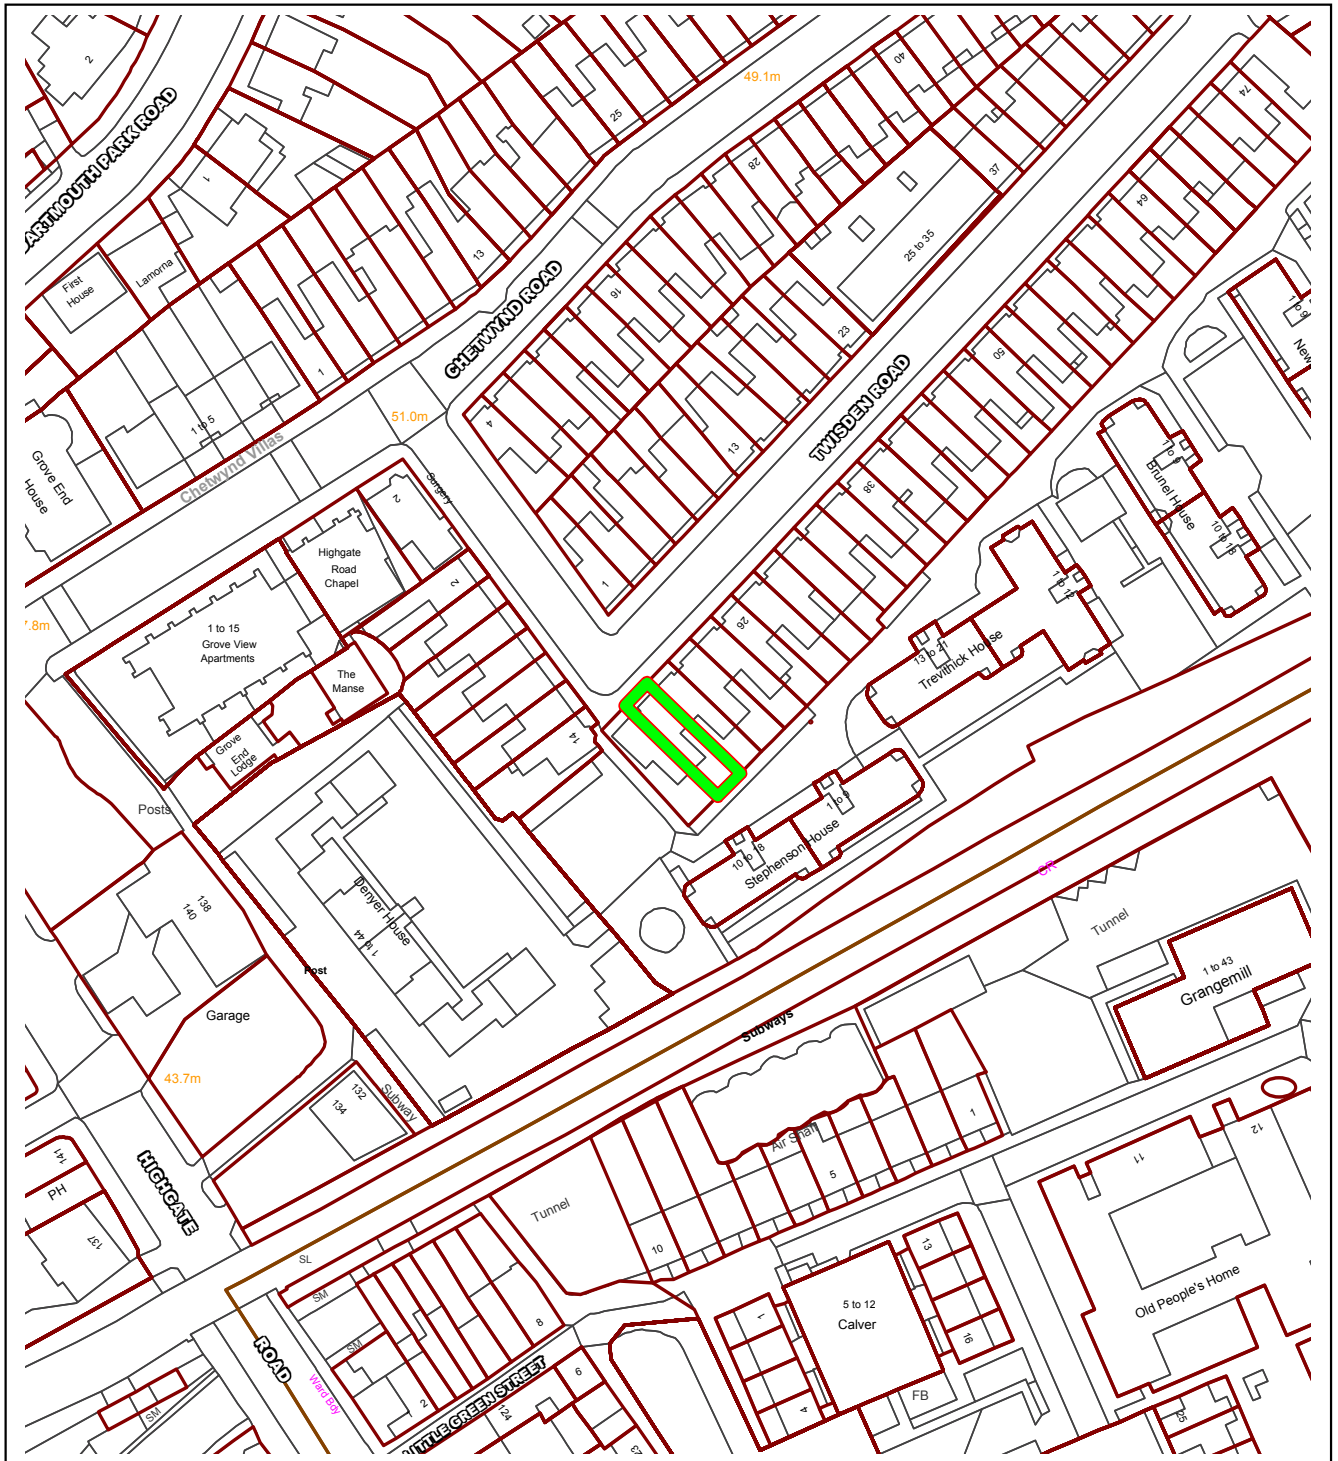 2
49.1m
40
74
25
DARTMOUTH PARK ROAD
28
1
37
64
13
25 to 35
First
House
Lamorna
16
CHETWYND ROAD
23
50
1 to 9
New
1
51.0m
4
TWISDEN ROAD
1 to 5
Chetwynd Villas
13
Grove End
House
38
1 to 9
Brunel House
10 to 18
2
Surgery
Highgate
Road
Chapel
2
1
1 to 12
7.8m
1 to 15
Grove View
Apartments
26
13 to 21
Trevithick House
The
Manse
14
Grove
End
Lodge
Posts
1 to 9
10 to 18
Stephenson House
CR
138
140
Denyer House
1 to 44
Tunnel
Post
1 to 43
Grangemill
Garage
Subways
43.7m
132
134
Subway
Air Shaft
1
5
12
11
141
PH
HIGHGATE
137
Tunnel
10
13
SL
SM
5 to 12
Calver
Old People's Home
1
8
16
SM
ROAD
Ward Bdy
2
LITTLE GREEN STREET
6
124
4
FB
SM
25
23